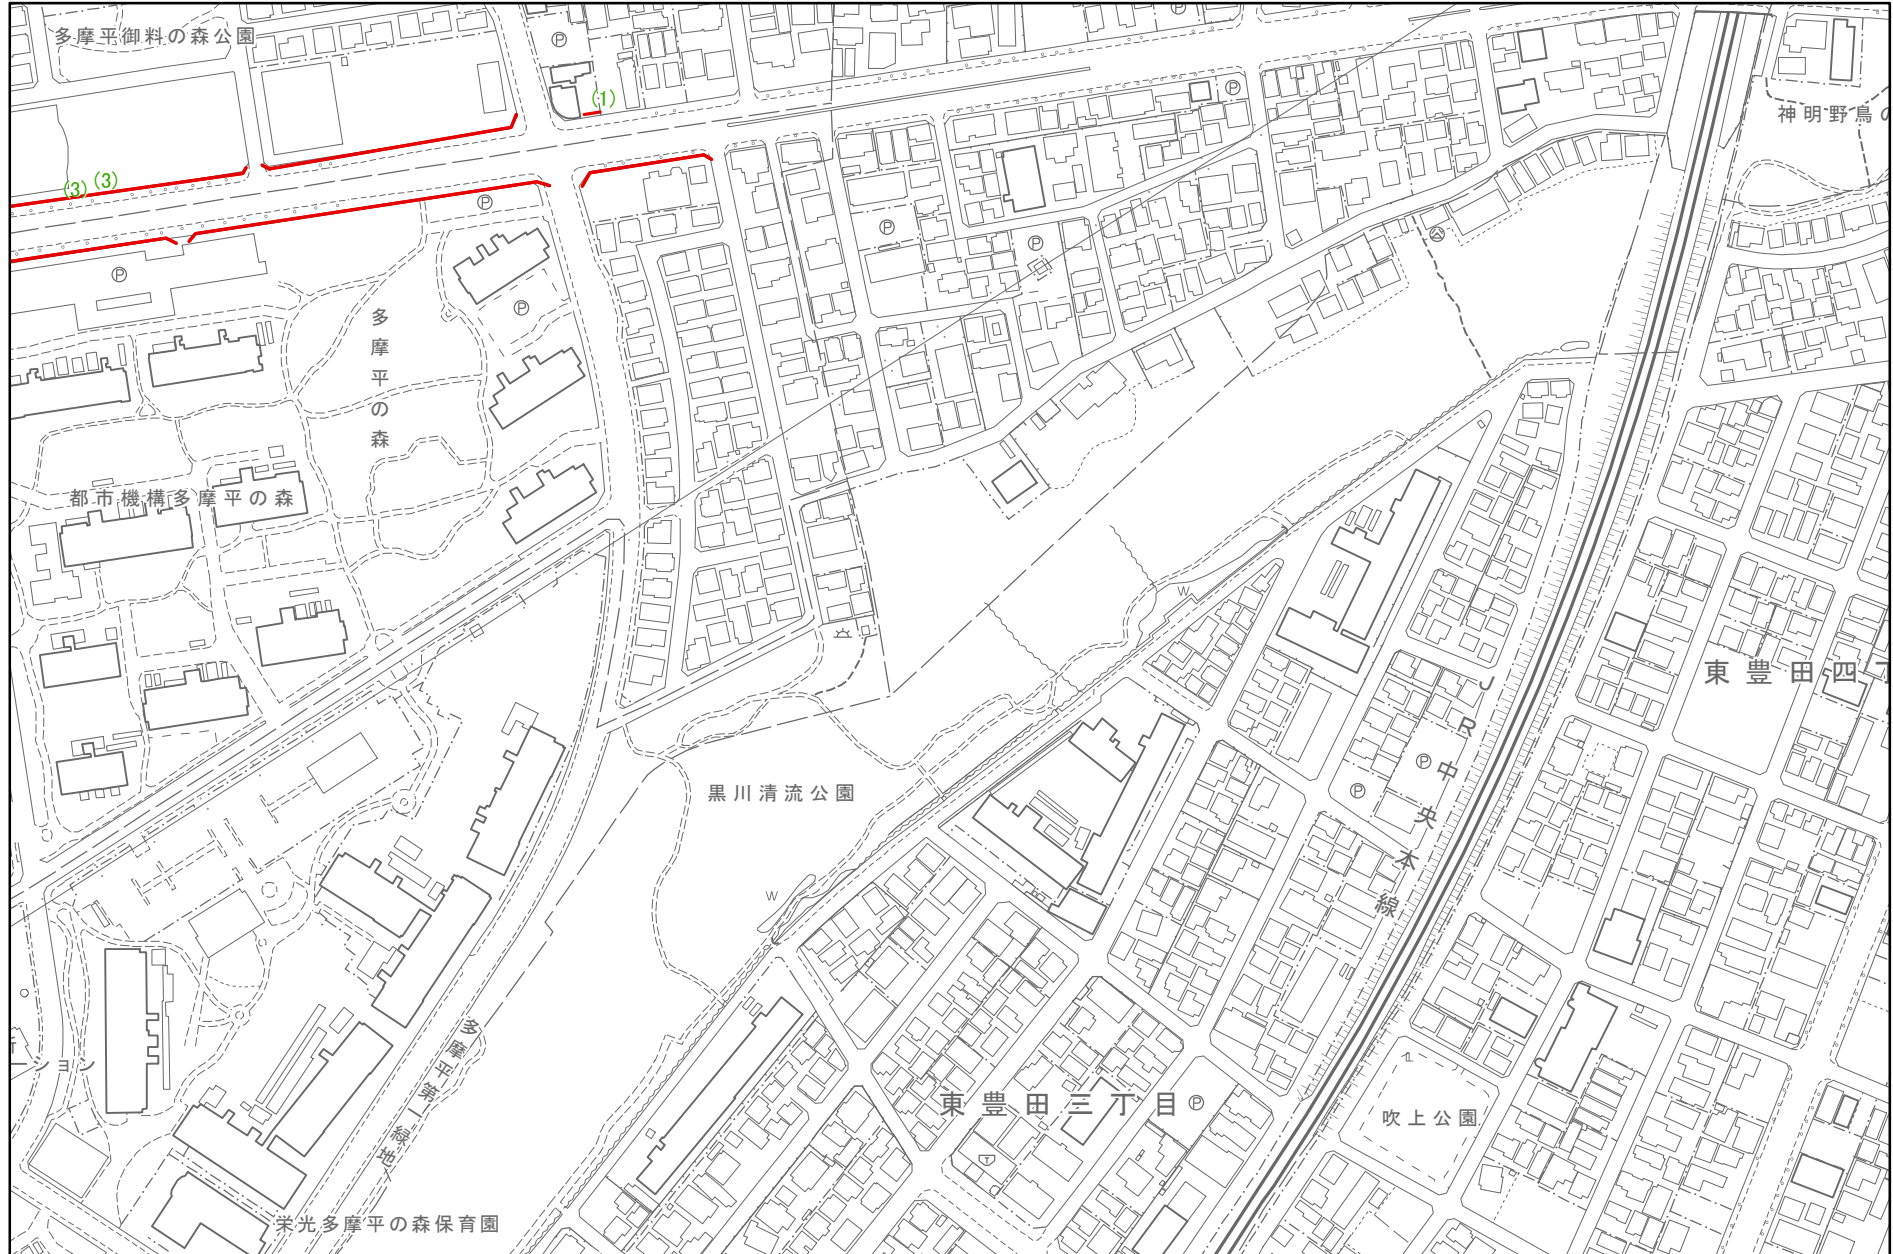 多摩平御料の森公園
Ⓟ
Ⓟ
(1)
Ⓟ
神明野鳥の
(3) (3)
Ⓟ
Ⓟ
Ⓟ
Ⓟ
Ⓟ
多摩平の森
都市機構多摩平の森
W
東豊田四丁
JR中央本線
Ⓟ
Ⓟ
黒川清流公園
W
ーション
多摩平第一緑地
東豊田三丁目
Ⓟ
吹上公園
栄光多摩平の森保育園